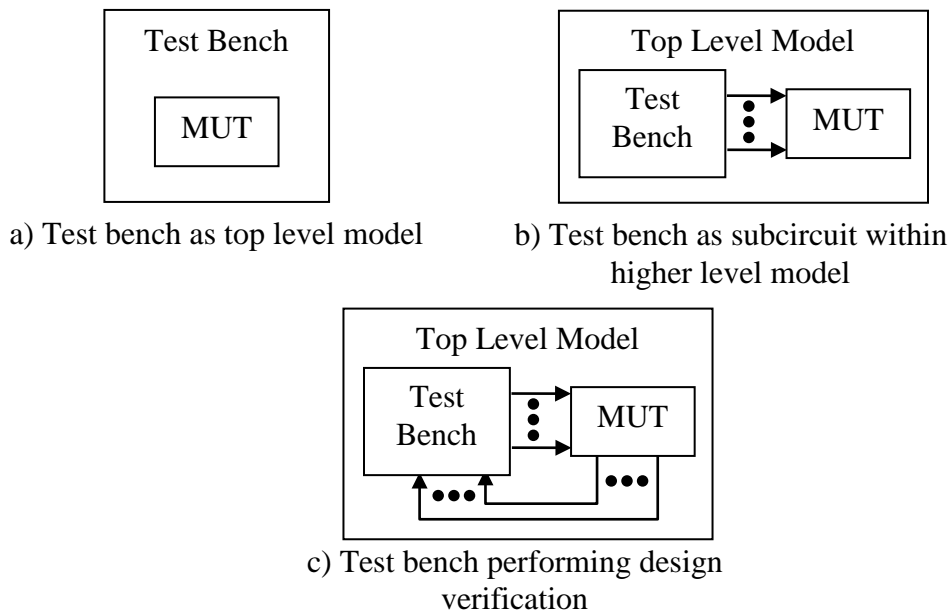 Test Bench
MUT
a) Test bench as top level model
Top Level Model
Test
Bench
MUT
b) Test bench as subcircuit within
higher level model
Top Level Model
Test
Bench
MUT
c) Test bench performing design
verification